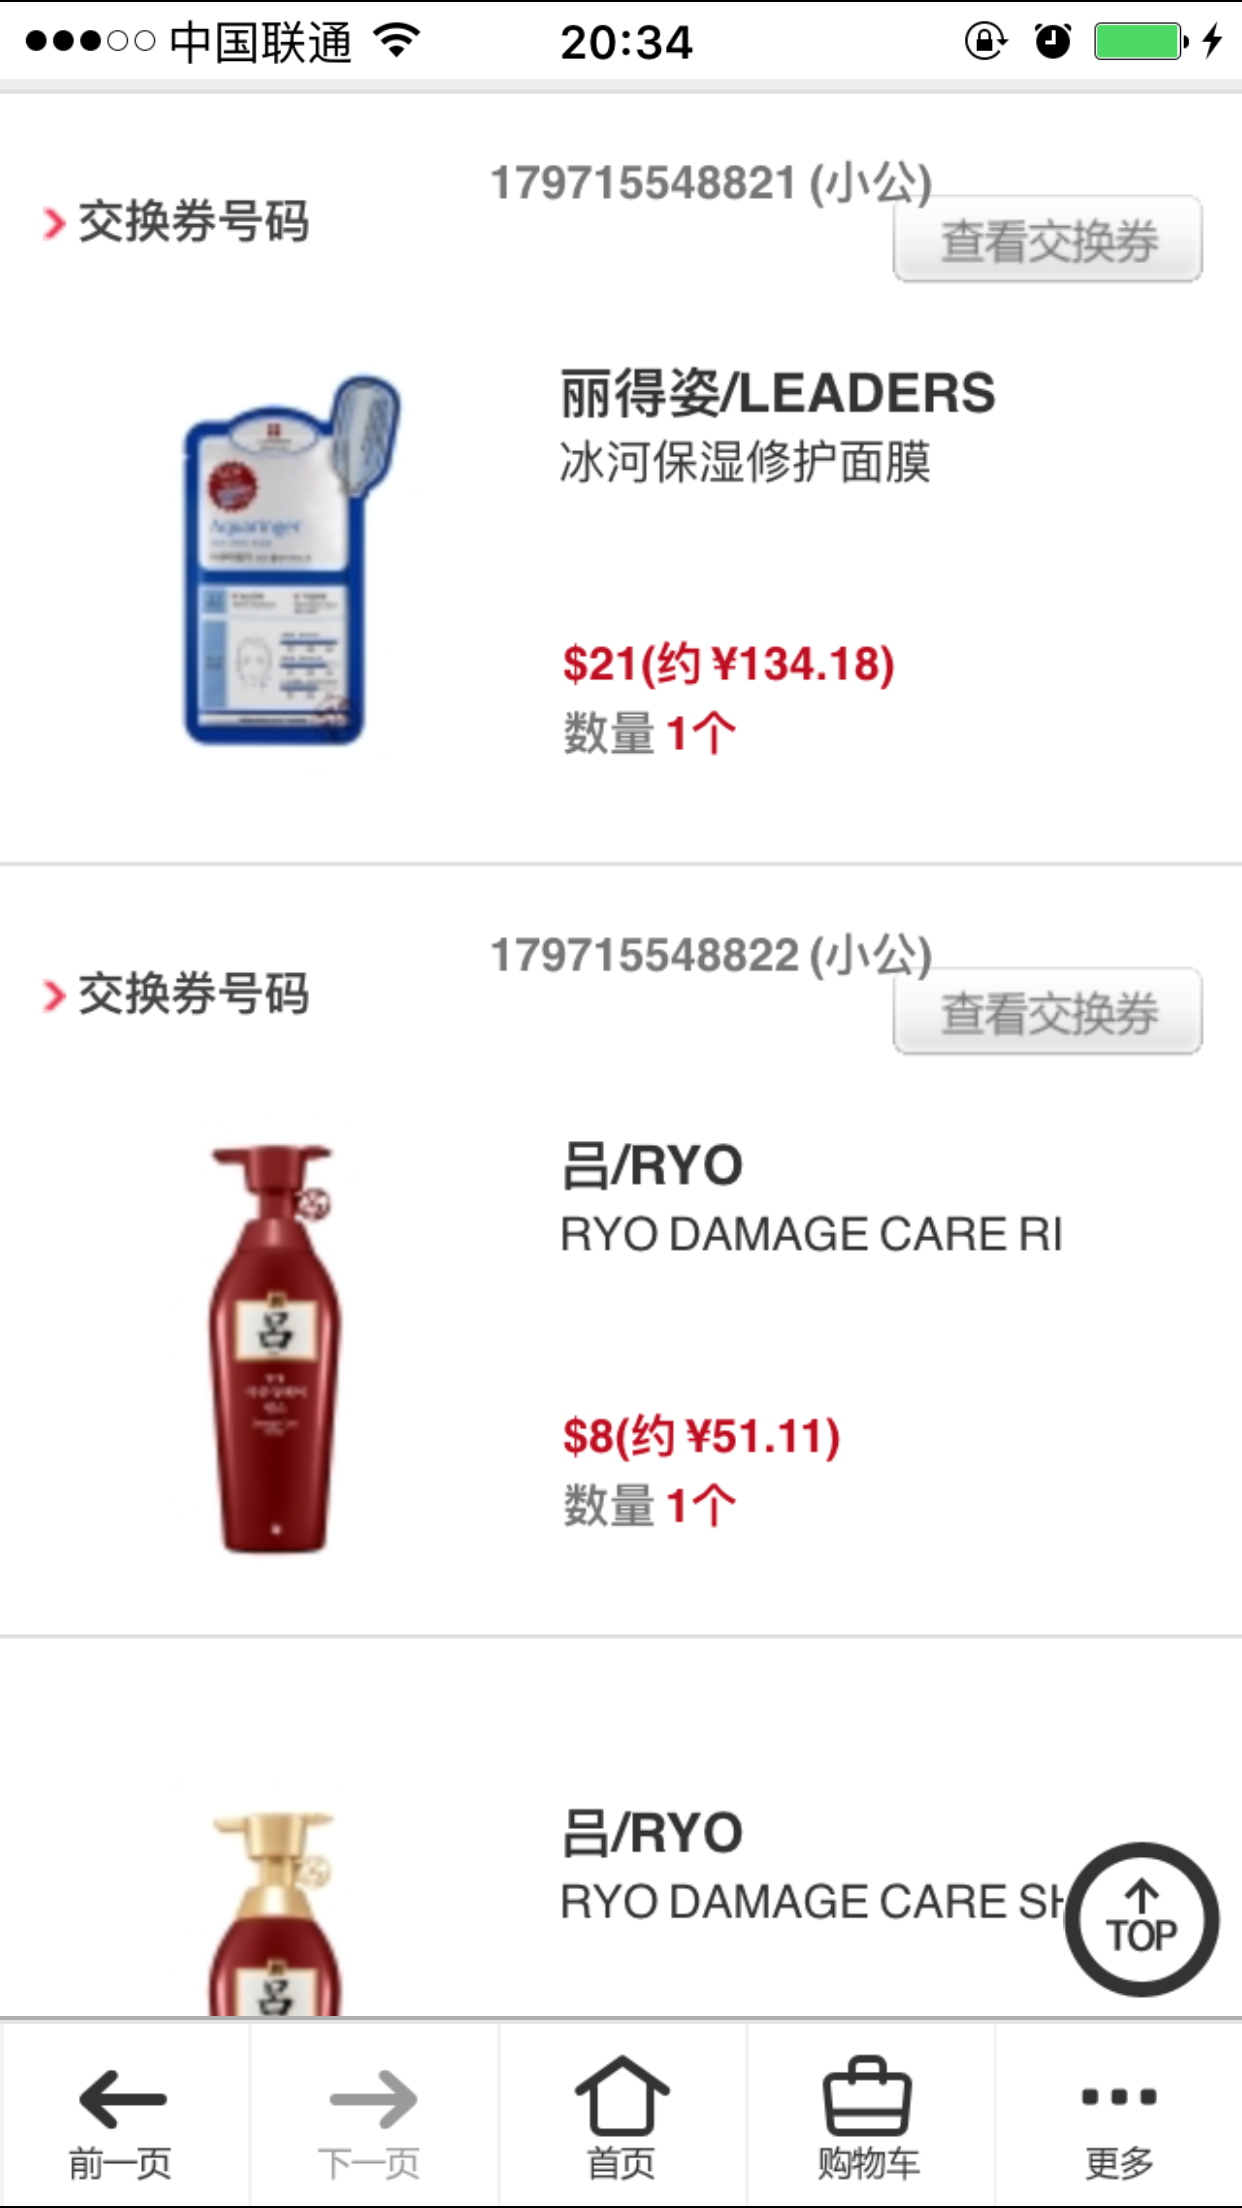 中国联通
20:34
179715548821 (小公)
交换券号码
查看交换券
丽得姿/LEADERS
冰河保湿修护面膜
Aquaringer
$21(约 ¥134.18)
数量 1个
179715548822 (小公)
交换券号码
查看交换券
吕/RYO
RYO DAMAGE CARE RI
呂
$8(约 ¥51.11)
数量 1个
吕/RYO
RYO DAMAGE CARE SH
呂
TOP
前一页
下一页
首页
购物车
更多